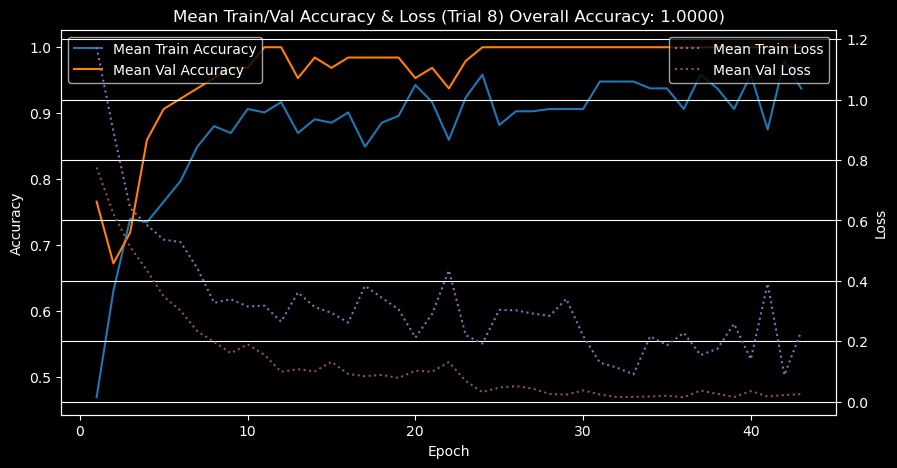 Mean Train/Val Accuracy & Loss (Trial 8) Overall Accuracy: 1.0000)
Mean Train Accuracy
Mean Val Accuracy
Mean Train Loss
Mean Val Loss
1.0
0.9
0.8
0.7
0.6
0.5
Accuracy
1.2
1.0
0.8
0.6
0.4
0.2
0.0
Loss
0
10
20
30
40
Epoch